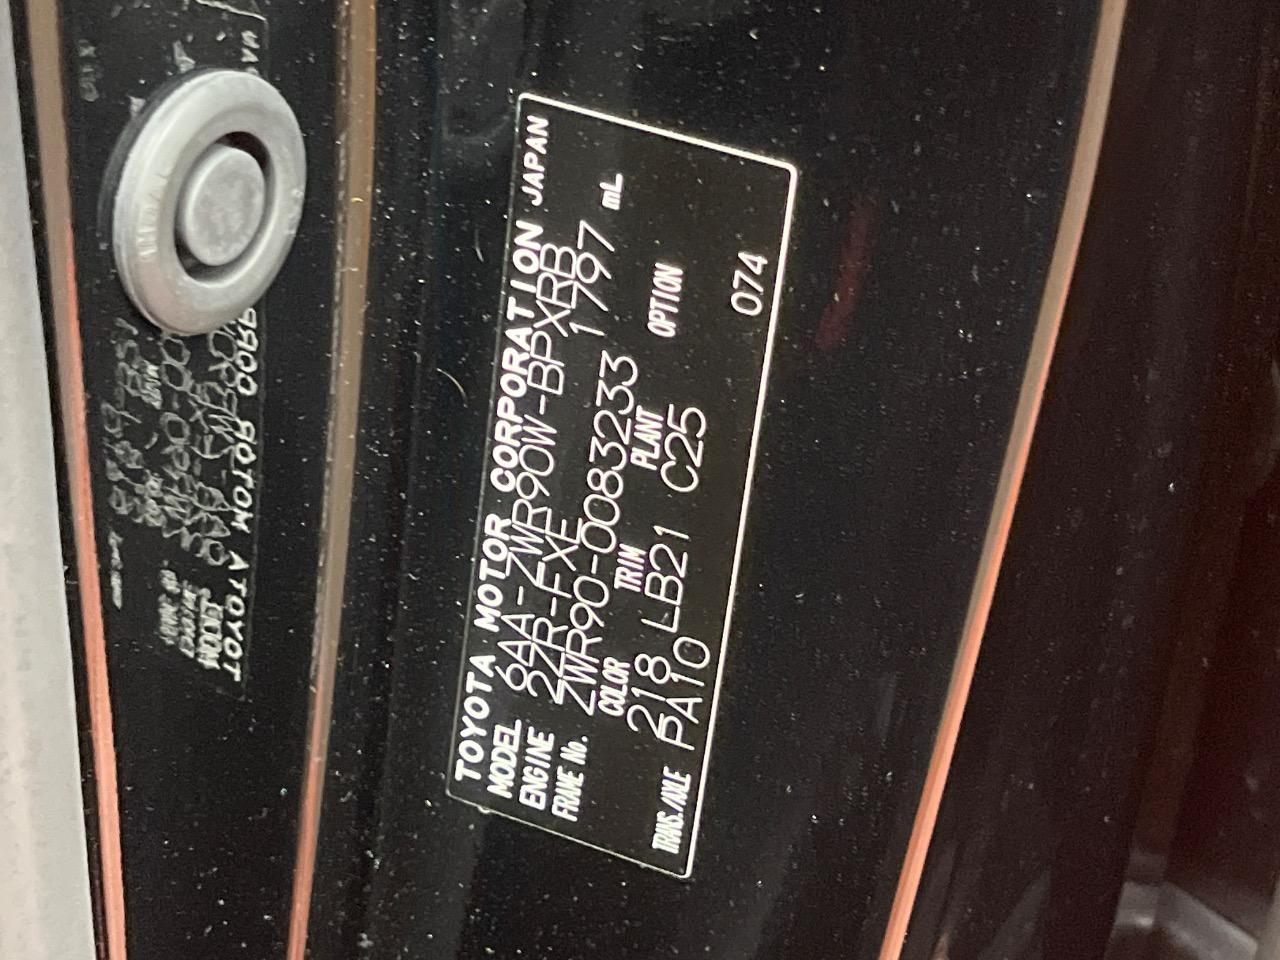 TOYOTA MOTOR CORPORATION JAPAN
MODEL 6AA-ZWR90W-BPXRB
ENGINE 2ZR-FXE 1797 mL
FRAME No. ZWR90-0083233
COLOR TRIM PLANT OPTION
218 LB21 C25
TRANS./AXLE PA10
074